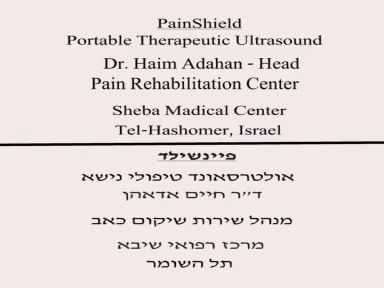 PainShield
Portable Therapeutic Ultrasound
Dr. Haim Adahan - Head
Pain Rehabilitation Center
Sheba Madical Center
Tel-Hashomer, Israel
פיינשילד
אולטרסאונד טיפולי נישא
ד״ר חיים אדאהן
מנהל שירות שיקום כאב
מרכז רפואי שיבא
תל השומר